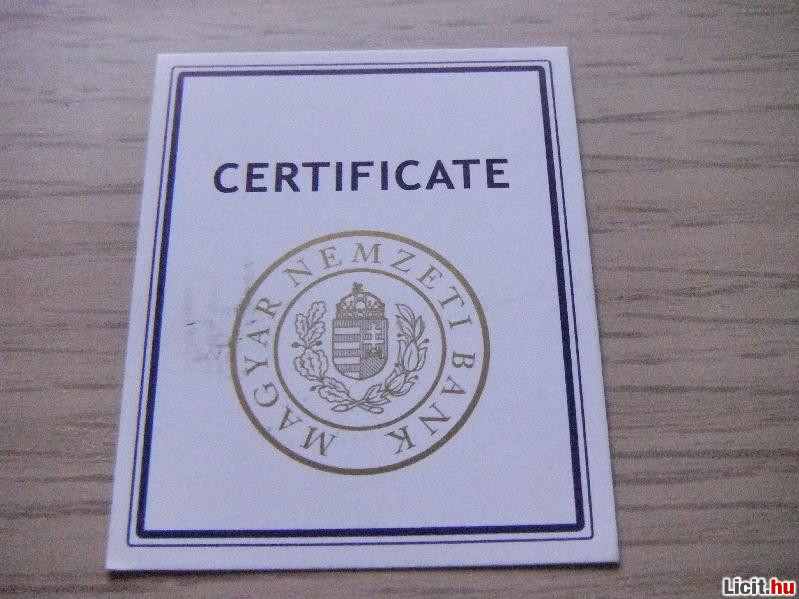 CERTIFICATE
MAGYAR NEMZETI BANK
Licit.hu